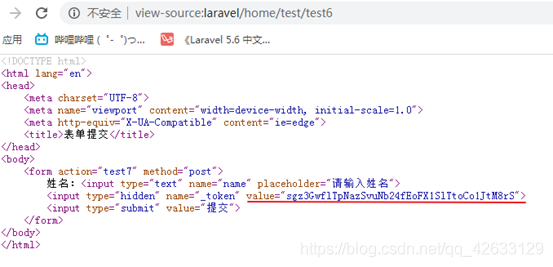 不安全 | view-source:laravel/home/test/test6
应用 哔哩哔哩 (゜-゜)つ... 《Laravel 5.6 中文...
<!DOCTYPE html>
<html lang="en">
<head>
<meta charset="UTF-8">
<meta name="viewport" content="width=device-width, initial-scale=1.0">
<meta http-equiv="X-UA-Compatible" content="ie=edge">
<title>表单提交</title>
</head>
<body>
<form action="test7" method="post">
姓名: <input type="text" name="name" placeholder="请输入姓名">
<input type="hidden" name="_token" value="sgz3GwflTpNazSvuNb24fEoFX1SlTtoCo1JtM8rS">
<input type="submit" value="提交">
</form>
</body>
</html>
https://blog.csdn.net/qq_42633129